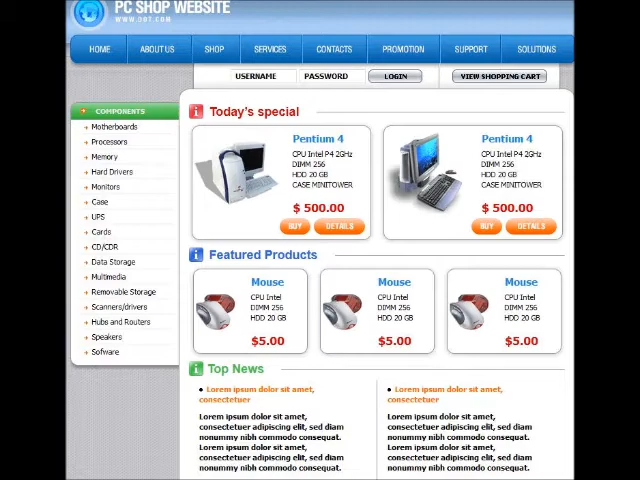 PC SHOP WEBSITE
WWW.DOT.COM
HOME
ABOUT US
SHOP
SERVICES
CONTACTS
PROMOTION
SUPPORT
SOLUTIONS
USERNAME
PASSWORD
LOGIN
VIEW SHOPPING CART
COMPONENTS
Motherboards
Processors
Memory
Hard Drivers
Monitors
Case
UPS
Cards
CD/CDR
Data Storage
Multimedia
Removable Storage
Scanners/drivers
Hubs and Routers
Speakers
Sofware
Today's special
Pentium 4
CPU Intel P4 2GHz
DIMM 256
HDD 20 GB
CASE MINITOWER
$ 500.00
BUY
DETAILS
Pentium 4
CPU Intel P4 2GHz
DIMM 256
HDD 20 GB
CASE MINITOWER
$ 500.00
BUY
DETAILS
Featured Products
Mouse
CPU Intel
DIMM 256
HDD 20 GB
$5.00
Mouse
CPU Intel
DIMM 256
HDD 20 GB
$5.00
Mouse
CPU Intel
DIMM 256
HDD 20 GB
$5.00
Top News
Lorem ipsum dolor sit amet,
consectetuer
Lorem ipsum dolor sit amet,
consectetuer adipiscing elit, sed diam
nonummy nibh commodo consequat.
Lorem ipsum dolor sit amet,
consectetuer adipiscing elit, sed diam
nonummy nibh commodo consequat.
Lorem ipsum dolor sit amet,
consectetuer
Lorem ipsum dolor sit amet,
consectetuer adipiscing elit, sed diam
nonummy nibh commodo consequat.
Lorem ipsum dolor sit amet,
consectetuer adipiscing elit, sed diam
nonummy nibh commodo consequat.